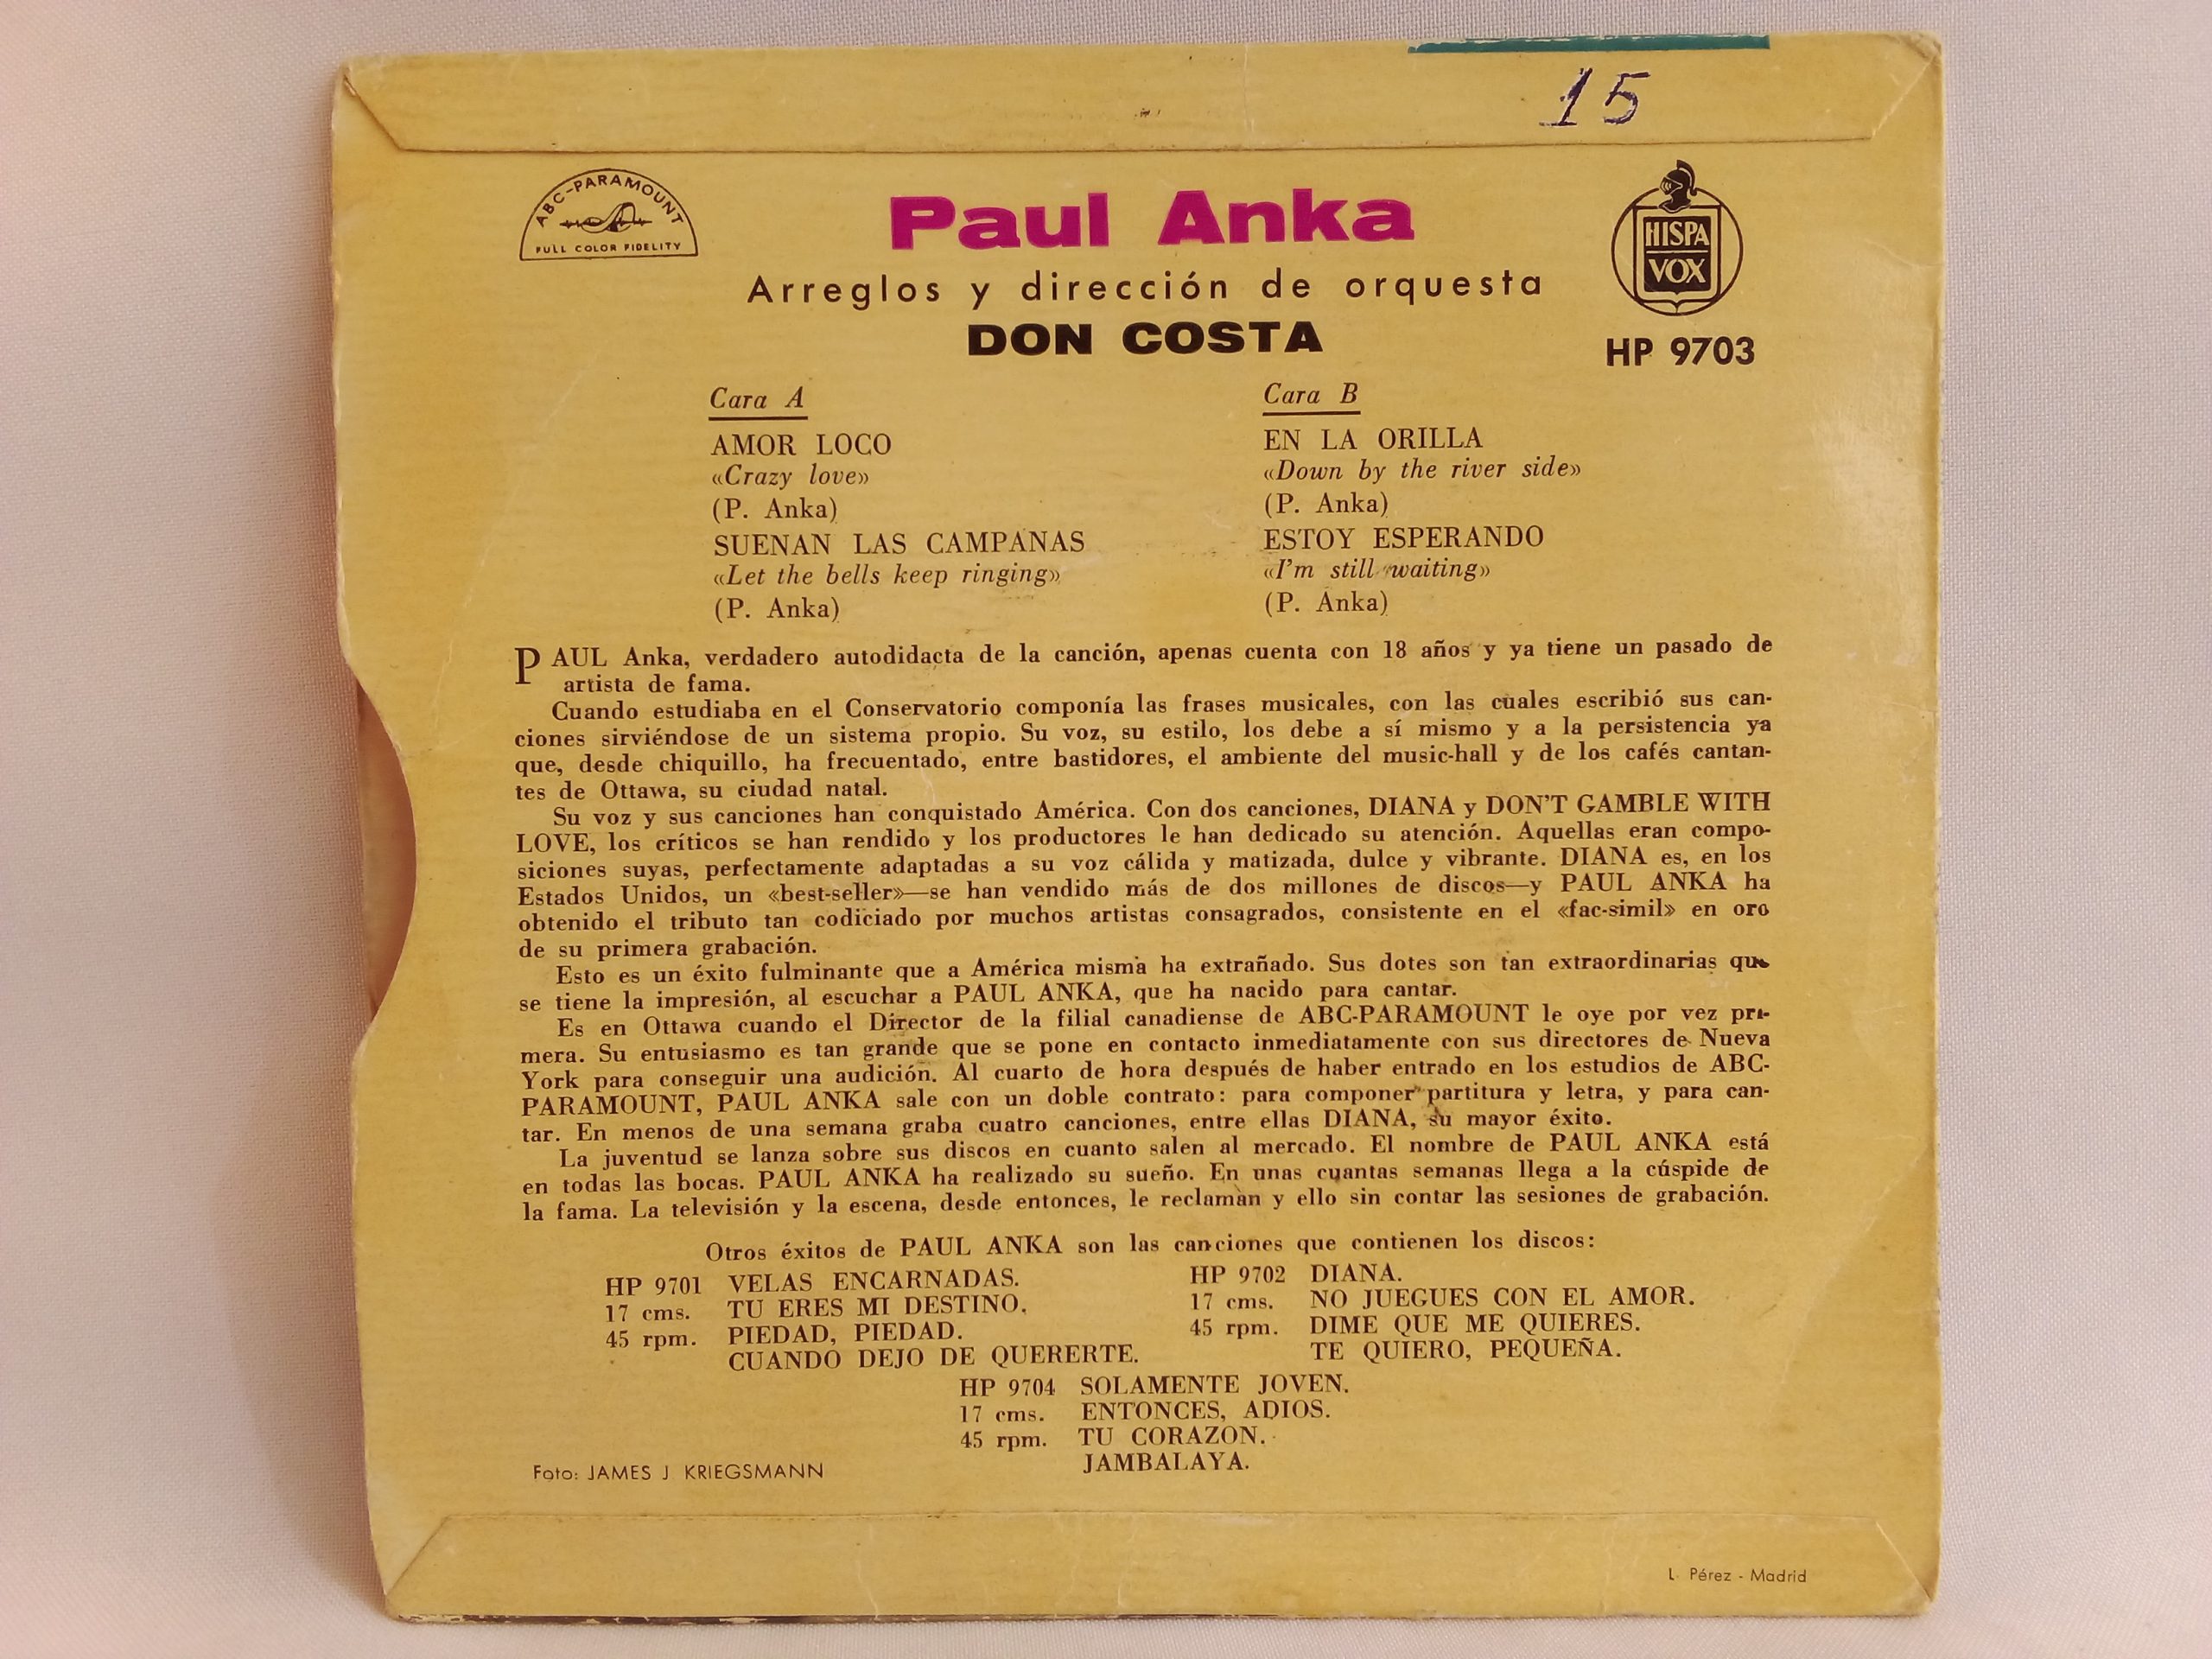 15
ABC-PARAMOUNT
FULL COLOR FIDELITY
Paul Anka
HISPA
VOX
Arreglos y dirección de orquesta
DON COSTA
HP 9703
Cara A
AMOR LOCO
«Crazy love»
(P. Anka)
SUENAN LAS CAMPANAS
«Let the bells keep ringing»
(P. Anka)
Cara B
EN LA ORILLA
«Down by the river side»
(P. Anka)
ESTOY ESPERANDO
«I'm still waiting»
(P. Anka)
PAUL Anka, verdadero autodidacta de la canción, apenas cuenta con 18 años y ya tiene un pasado de
artista de fama.
Cuando estudiaba en el Conservatorio componía las frases musicales, con las cuales escribió sus can-
ciones sirviéndose de un sistema propio. Su voz, su estilo, los debe a sí mismo y a la persistencia ya
que, desde chiquillo, ha frecuentado, entre bastidores, el ambiente del music-hall y de los cafés cantan-
tes de Ottawa, su ciudad natal.
Su voz y sus canciones han conquistado América. Con dos canciones, DIANA y DON'T GAMBLE WITH
LOVE, los críticos se han rendido y los productores le han dedicado su atención. Aquellas eran compo-
siciones suyas, perfectamente adaptadas a su voz cálida y matizada, dulce y vibrante. DIANA es, en los
Estados Unidos, un «best-seller»—se han vendido más de dos millones de discos—y PAUL ANKA ha
obtenido el tributo tan codiciado por muchos artistas consagrados, consistente en el «fac-simil» en oro
de su primera grabación.
Esto es un éxito fulminante que a América misma ha extrañado. Sus dotes son tan extraordinarias que
se tiene la impresión, al escuchar a PAUL ANKA, que ha nacido para cantar.
Es en Ottawa cuando el Director de la filial canadiense de ABC-PARAMOUNT le oye por vez pri-
mera. Su entusiasmo es tan grande que se pone en contacto inmediatamente con sus directores de Nueva
York para conseguir una audición. Al cuarto de hora después de haber entrado en los estudios de ABC-
PARAMOUNT, PAUL ANKA sale con un doble contrato: para componer partitura y letra, y para can-
tar. En menos de una semana graba cuatro canciones, entre ellas DIANA, su mayor éxito.
La juventud se lanza sobre sus discos en cuanto salen al mercado. El nombre de PAUL ANKA está
en todas las bocas. PAUL ANKA ha realizado su sueño. En unas cuantas semanas llega a la cúspide de
la fama. La televisión y la escena, desde entonces, le reclaman y ello sin contar las sesiones de grabación.
Otros éxitos de PAUL ANKA son las canciones que contienen los discos:
HP 9701 VELAS ENCARNADAS.
17 cms. TU ERES MI DESTINO.
45 rpm. PIEDAD, PIEDAD.
CUANDO DEJO DE QUERERTE.
HP 9702 DIANA.
17 cms. NO JUEGUES CON EL AMOR.
45 rpm. DIME QUE ME QUIERES.
TE QUIERO, PEQUEÑA.
HP 9704 SOLAMENTE JOVEN.
17 cms. ENTONCES, ADIOS.
45 rpm. TU CORAZON.
JAMBALAYA.
Foto: JAMES J KRIEGSMANN
L. Pérez - Madrid